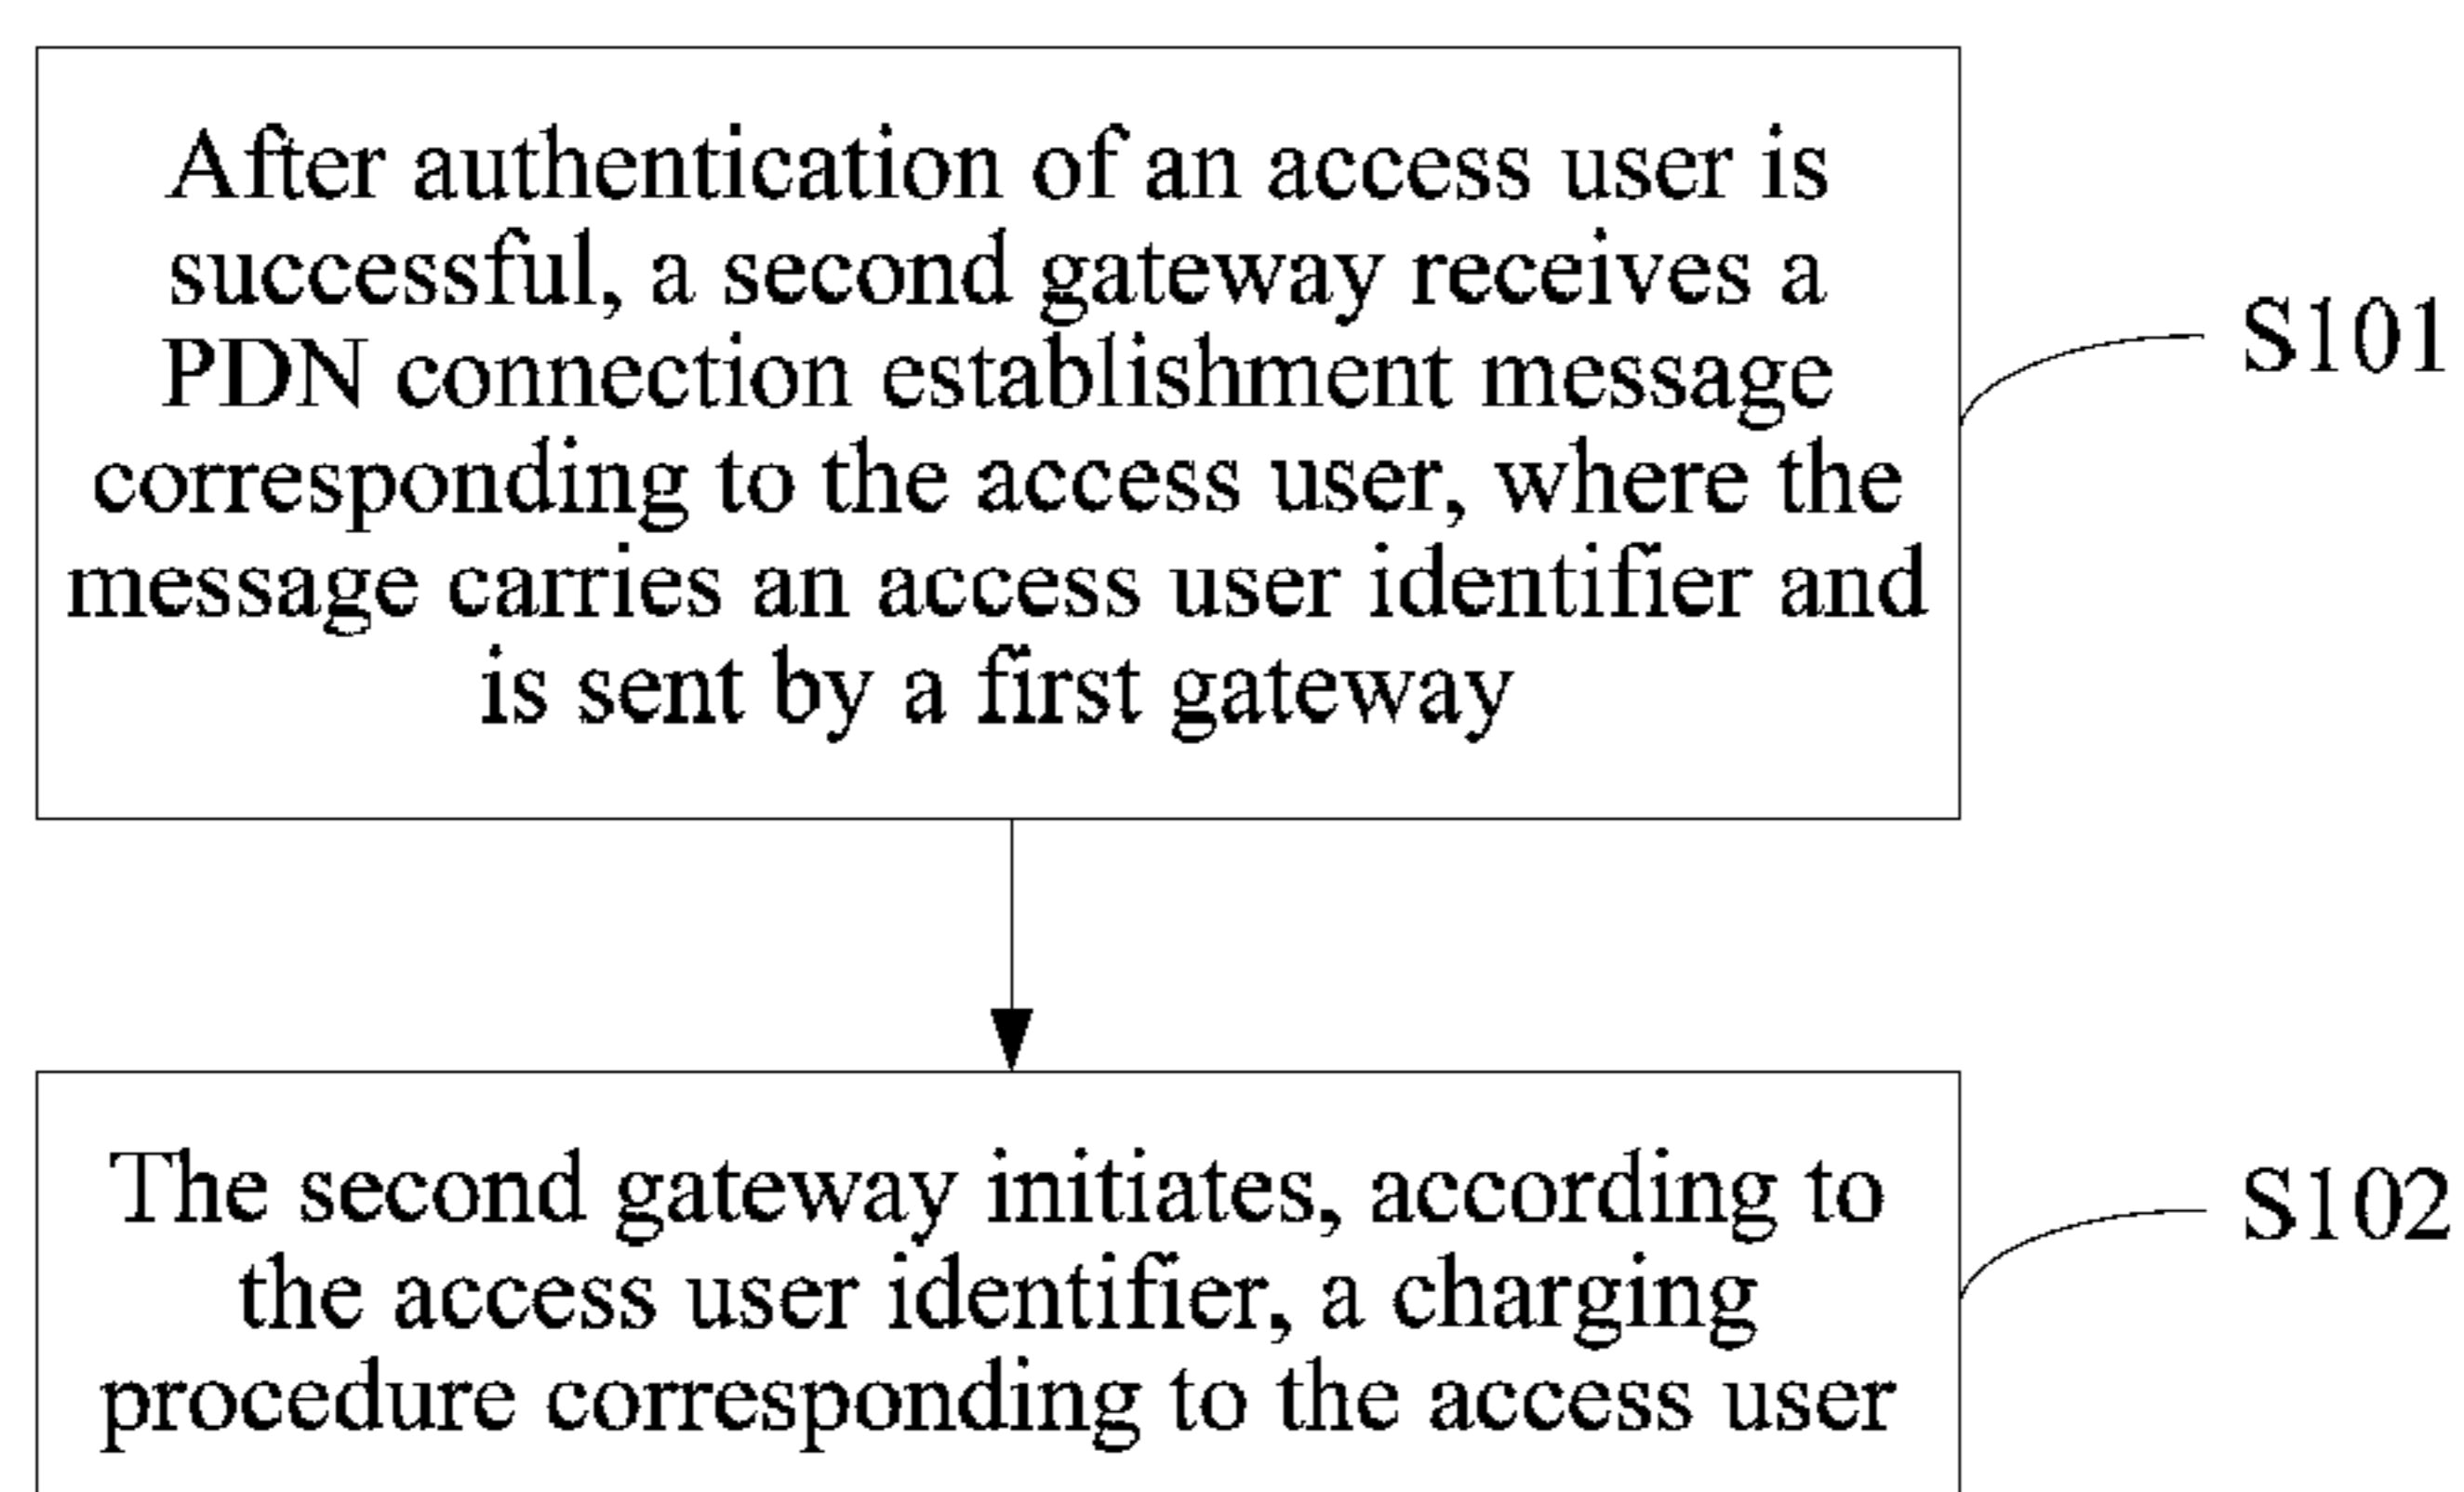 After authentication of an access user is
successful, a second gateway receives a
PDN connection establishment message
corresponding to the access user, where the
message carries an access user identifier and
is sent by a first gateway
S101
The second gateway initiates, according to
the access user identifier, a charging
procedure corresponding to the access user
S102